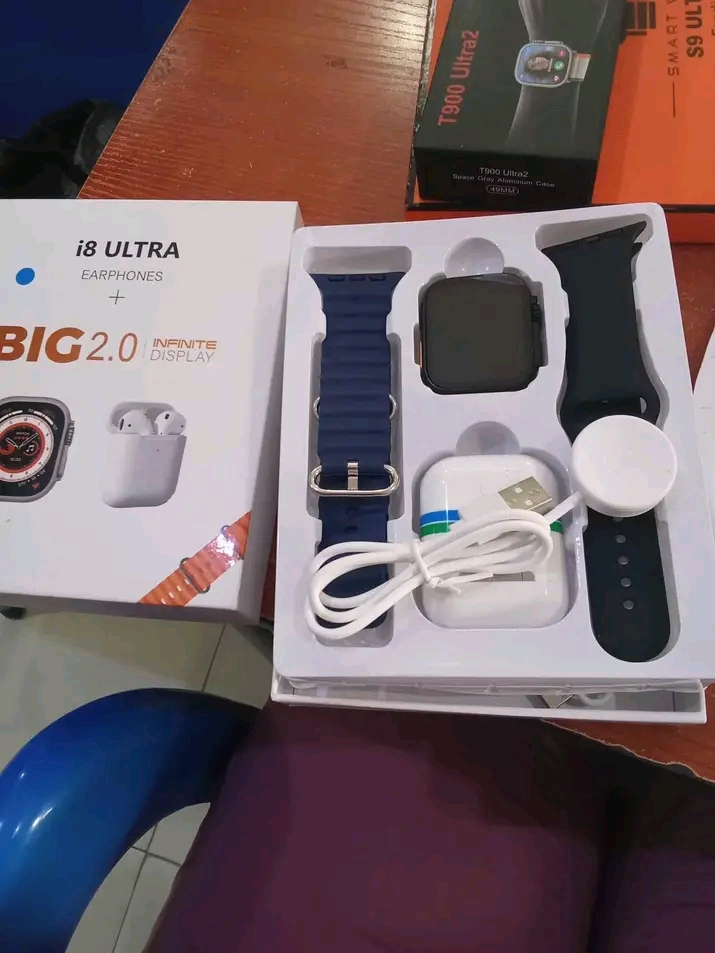 T900 Ultra2
T900 Ultra2
Space Gray Aluminum Case
49MM
SMART
S9 ULT
i8 ULTRA
EARPHONES
+
BIG 2.0 INFINITE
DISPLAY